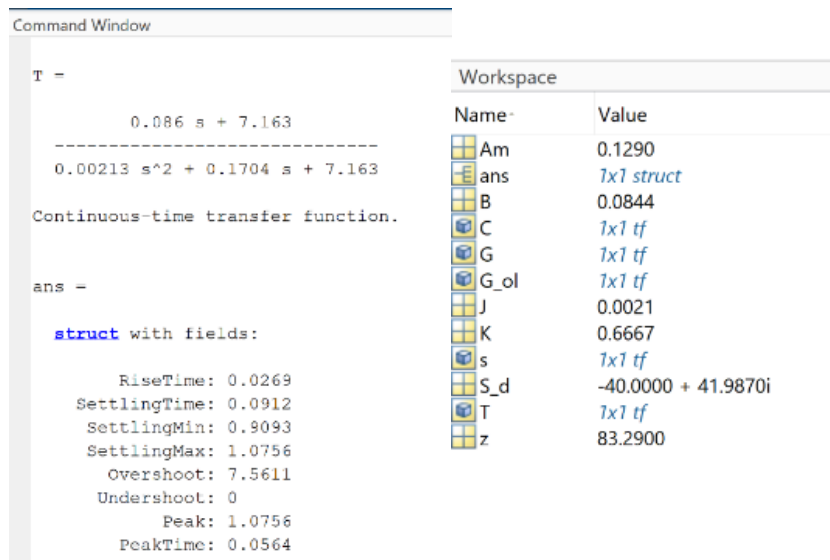 Command Window
T =
0.086 s + 7.163
-------------------------------
0.00213 s^2 + 0.1704 s + 7.163
Continuous-time transfer function.
ans =
struct with fields:
RiseTime: 0.0269
SettlingTime: 0.0912
SettlingMin: 0.9093
SettlingMax: 1.0756
Overshoot: 7.5611
Undershoot: 0
Peak: 1.0756
PeakTime: 0.0564
Workspace
Name Value
Am 0.1290
ans 1x1 struct
B 0.0844
C 1x1 tf
G 1x1 tf
G_ol 1x1 tf
J 0.0021
K 0.6667
s 1x1 tf
S_d -40.0000 + 41.9870i
T 1x1 tf
z 83.2900